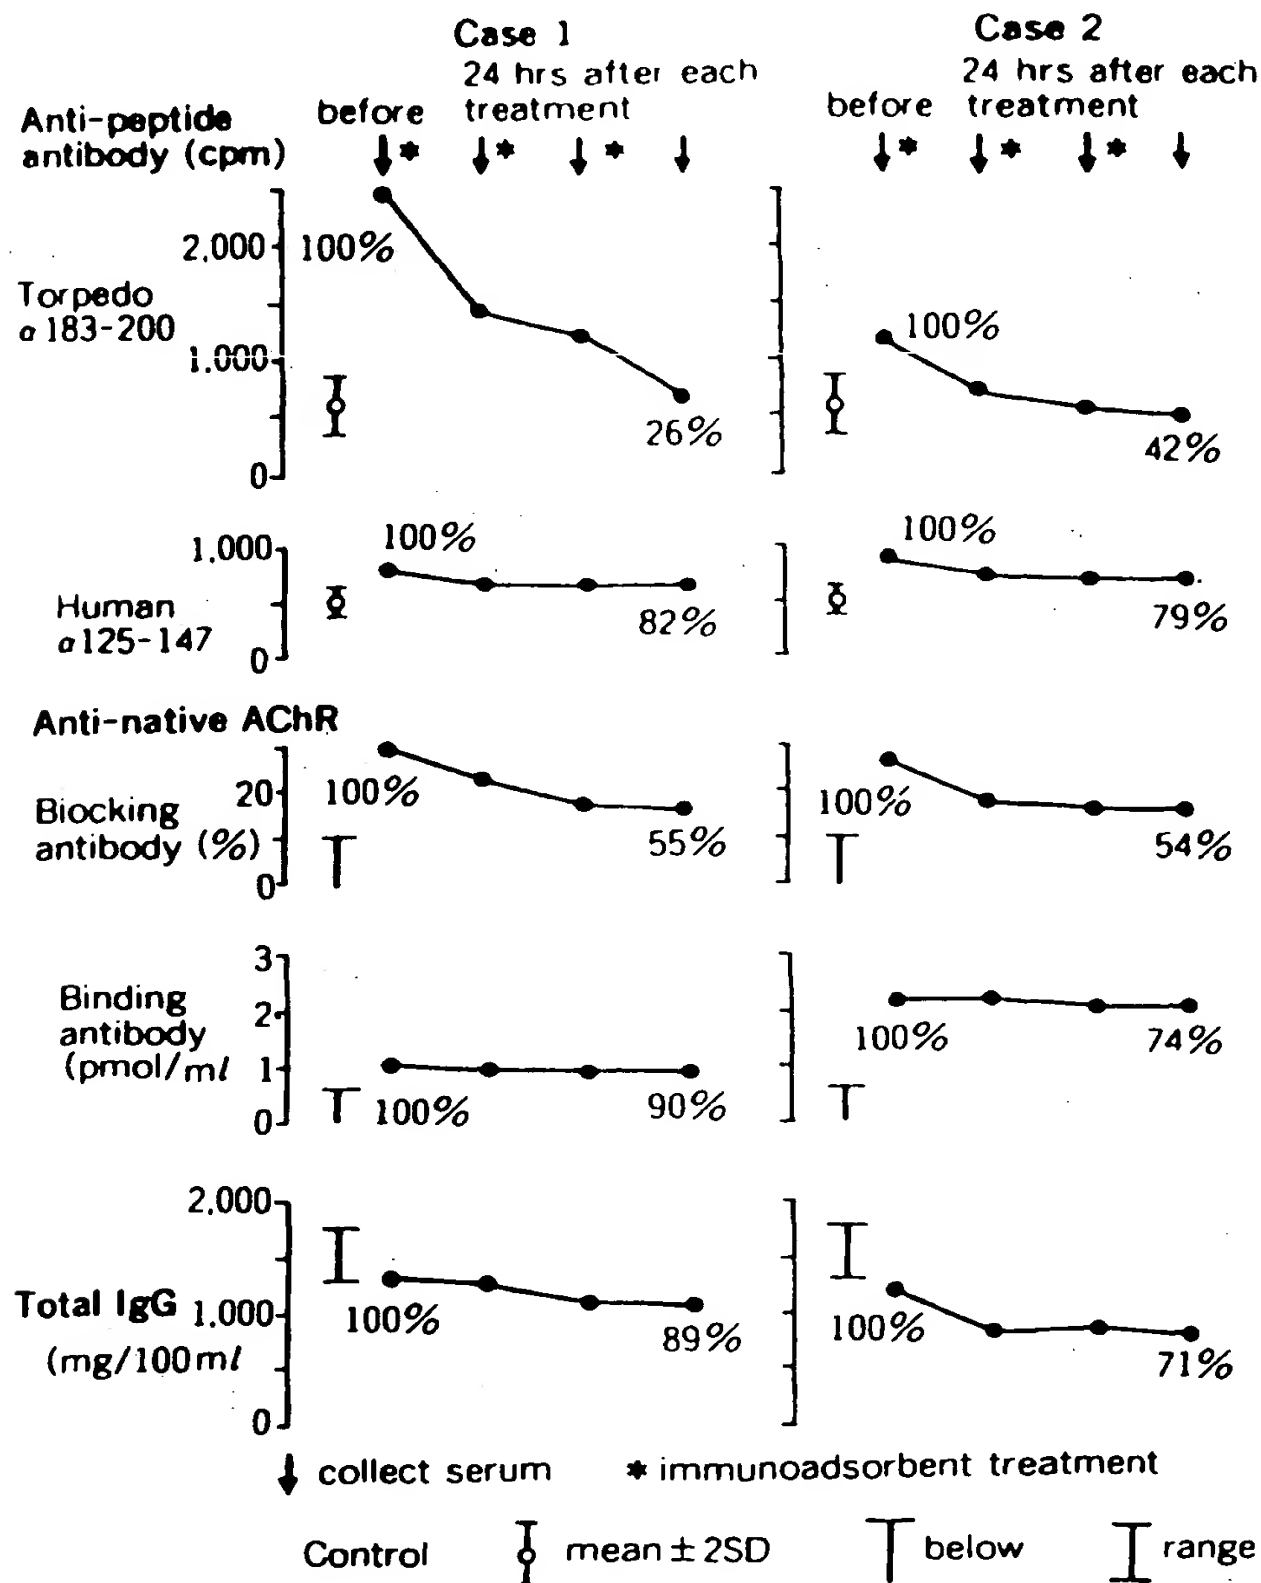 Case 1
24 hrs after each
before treatment
Case 2
24 hrs after each
before treatment
Anti-peptide
antibody (cpm)
* * *
* * *
2,000
100%
Torpedo
α 183-200
1.000
26%
0
100%
42%
1,000
100%
Human
α 125-147
82%
0
100%
79%
Anti-native AChR
20
100%
Biocking
antibody (%)
55%
0
100%
54%
3
Binding
2
antibody
(pmol/ml
1
100%
90%
0
100%
74%
2,000
Total IgG 1,000
100%
(mg/100ml
89%
0
100%
71%
collect serum * immunoadsorbent treatment
Control mean ± 2SD below range